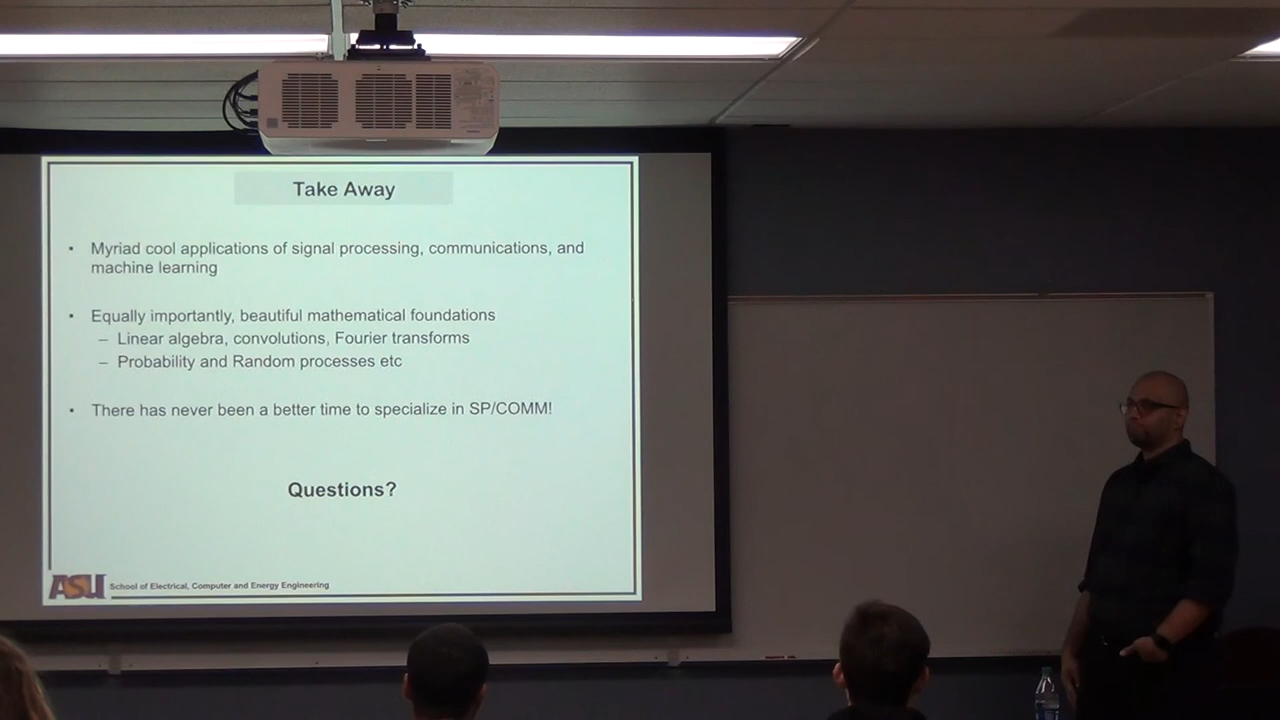 Take Away
• Myriad cool applications of signal processing, communications, and
machine learning
• Equally importantly, beautiful mathematical foundations
– Linear algebra, convolutions, Fourier transforms
– Probability and Random processes etc
• There has never been a better time to specialize in SP/COMM!
Questions?
ASU School of Electrical, Computer and Energy Engineering